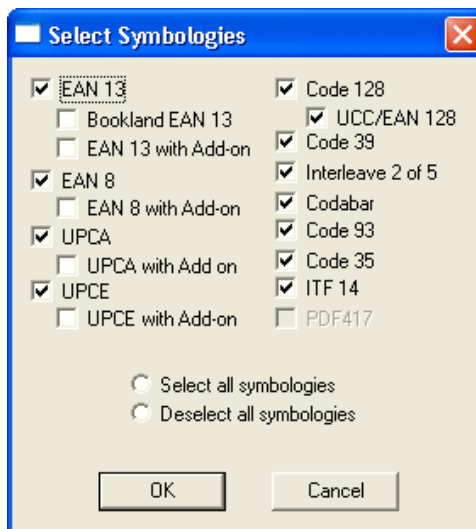 Select Symbologies
EAN 13
Bookland EAN 13
EAN 13 with Add-on
EAN 8
EAN 8 with Add-on
UPCA
UPCA with Add on
UPCE
UPCE with Add-on
Code 128
UCC/EAN 128
Code 39
Interleave 2 of 5
Codabar
Code 93
Code 35
ITF 14
PDF417
Select all symbologies
Deselect all symbologies
OK
Cancel